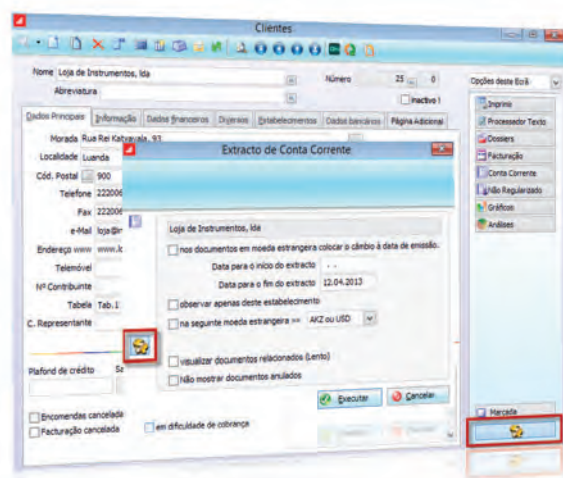 Clientes
Nome Loja de Instrumentos, lda
Número 25 0
Opções deste Ecrã
Abreviatura
Inactivo !
Imprimir
Dados Principais Informação Dados financeiros Diversos Estabelecimentos Dados bancários Página Adicional
Processador Texto
Morada Rua Rei Katyavala, 93
Dossiers
Extracto de Conta Corrente
Localidade Luanda
Facturação
Cód. Postal 900
Conta Corrente
Telefone 222006
Não Regularizado
Fax 222006
Gráficos
e-Mail
Loja de Instrumentos, lda
Análises
Endereço www
nos documentos em moeda estrangeira colocar o câmbio à data de emissão.
Telemóvel
Data para o início do extracto . .
Nº Contribuinte
Data para o fim do extracto 12.04.2013
Tabela Tab.1
observar apenas deste estabelecimento
C. Representante
na seguinte moeda estrangeira >> AKZ ou USD
visualizar documentos relacionados (Lento)
Plafond de crédito
Não mostrar documentos anulados
Executar Cancelar
Marcada
Encomendas cancelada
Facturação cancelada
em dificuldade de cobrança